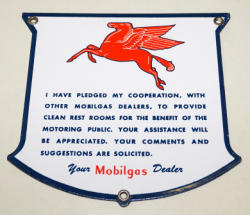 I HAVE PLEDGED MY COOPERATION, WITH
OTHER MOBILGAS DEALERS, TO PROVIDE
CLEAN REST ROOMS FOR THE BENEFIT OF THE
MOTORING PUBLIC. YOUR ASSISTANCE WILL
BE APPRECIATED. YOUR COMMENTS AND
SUGGESTIONS ARE SOLICITED.
Your Mobilgas Dealer